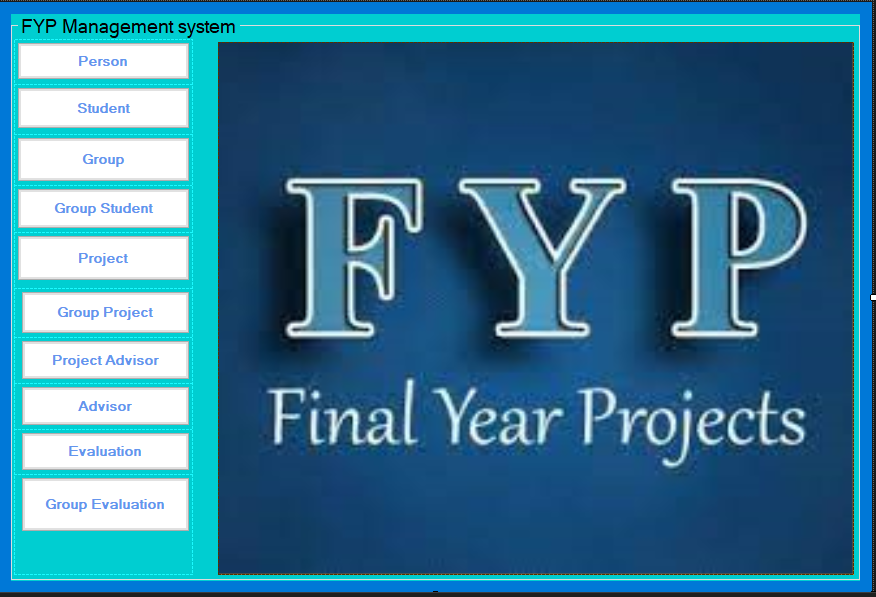 FYP Management system
Person
Student
Group
Group Student
Project
Group Project
Project Advisor
Advisor
Evaluation
Group Evaluation
FYP
Final Year Projects